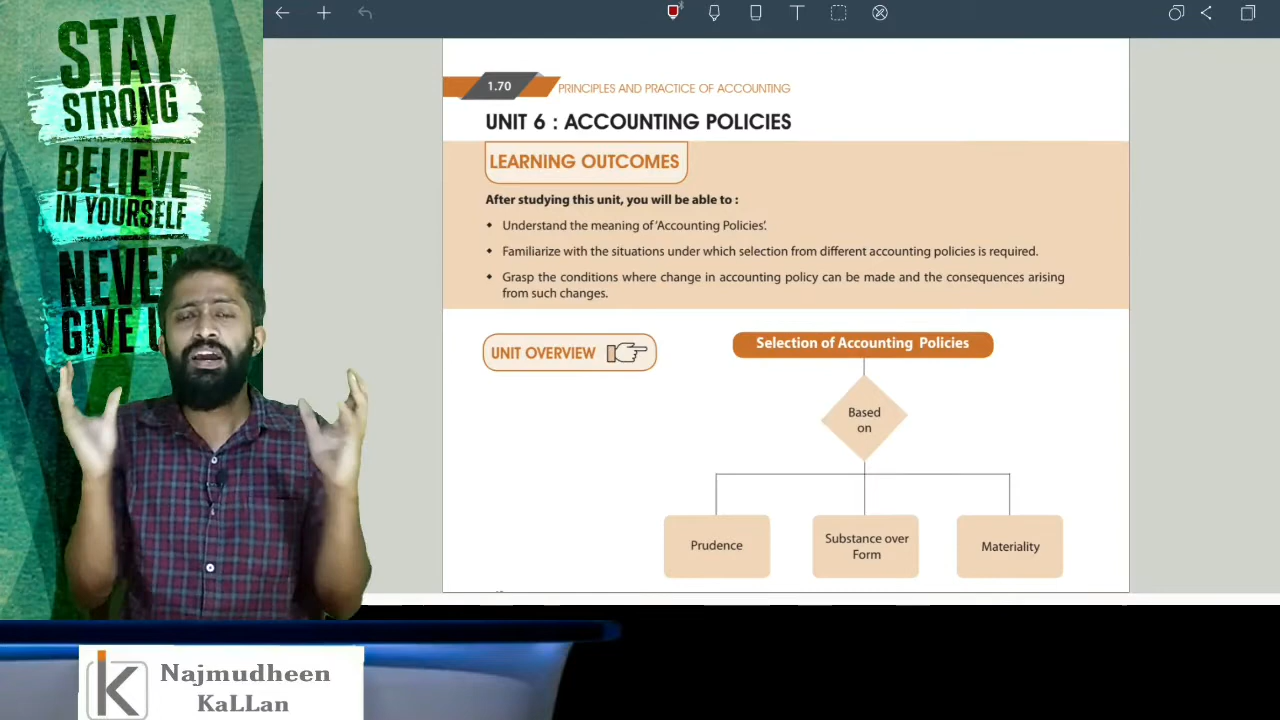 STAY
STRONG
BELIEVE
IN YOURSELF
NEVER
GIVE U
1.70
PRINCIPLES AND PRACTICE OF ACCOUNTING
UNIT 6 : ACCOUNTING POLICIES
LEARNING OUTCOMES
After studying this unit, you will be able to :
Understand the meaning of 'Accounting Policies'.
Familiarize with the situations under which selection from different accounting policies is required.
Grasp the conditions where change in accounting policy can be made and the consequences arising
from such changes.
UNIT OVERVIEW
Selection of Accounting Policies
Based
on
Prudence
Substance over
Form
Materiality
k
Najmudheen
KaLLan